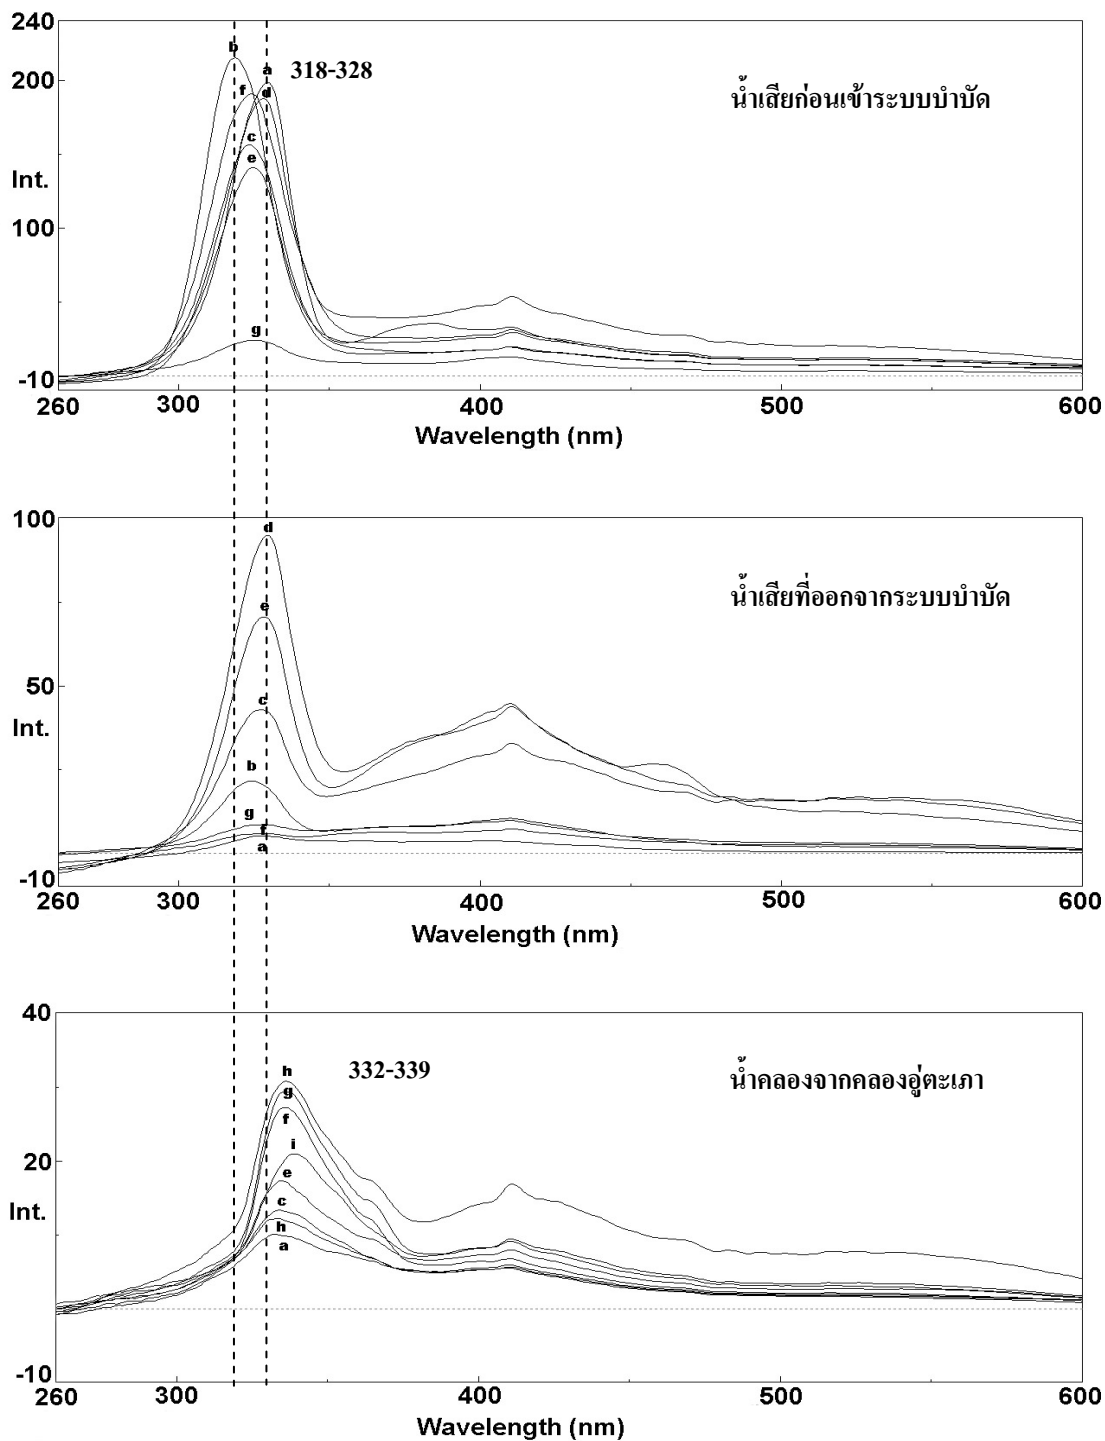 240
b
a
318-328
200
f
d
น้ำเสียก่อนเข้าระบบบำบัด
c
e
Int.
100
g
-10
260 300 400 500 600
Wavelength (nm)
100
d
น้ำเสียที่ออกจากระบบบำบัด
e
50
c
Int.
b
g
f
a
-10
260 300 400 500 600
Wavelength (nm)
40
h
332-339
น้ำคลองจากคลองอู่ตะเภา
g
f
i
20
e
c
Int.
h
a
-10
260 300 400 500 600
Wavelength (nm)